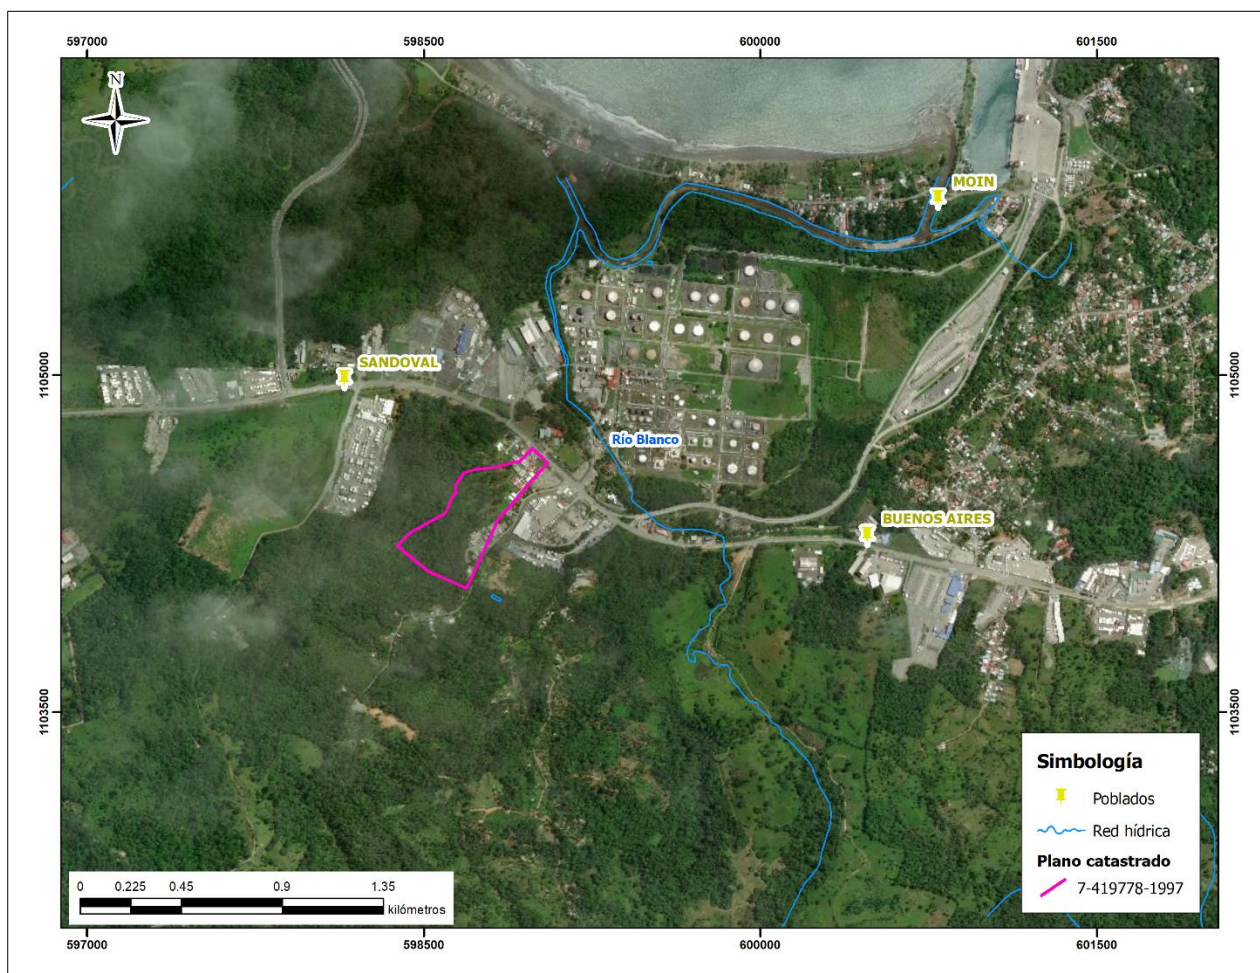 597000 598500 600000 601500
N
MOIN
1105000 1105000
SANDOVAL
Río Blanco
BUENOS AIRES
1103500 1103500
Simbología
Poblados
Red hídrica
Plano catastrado
7-419778-1997
0 0.225 0.45 0.9 1.35
kilómetros
597000 598500 600000 601500